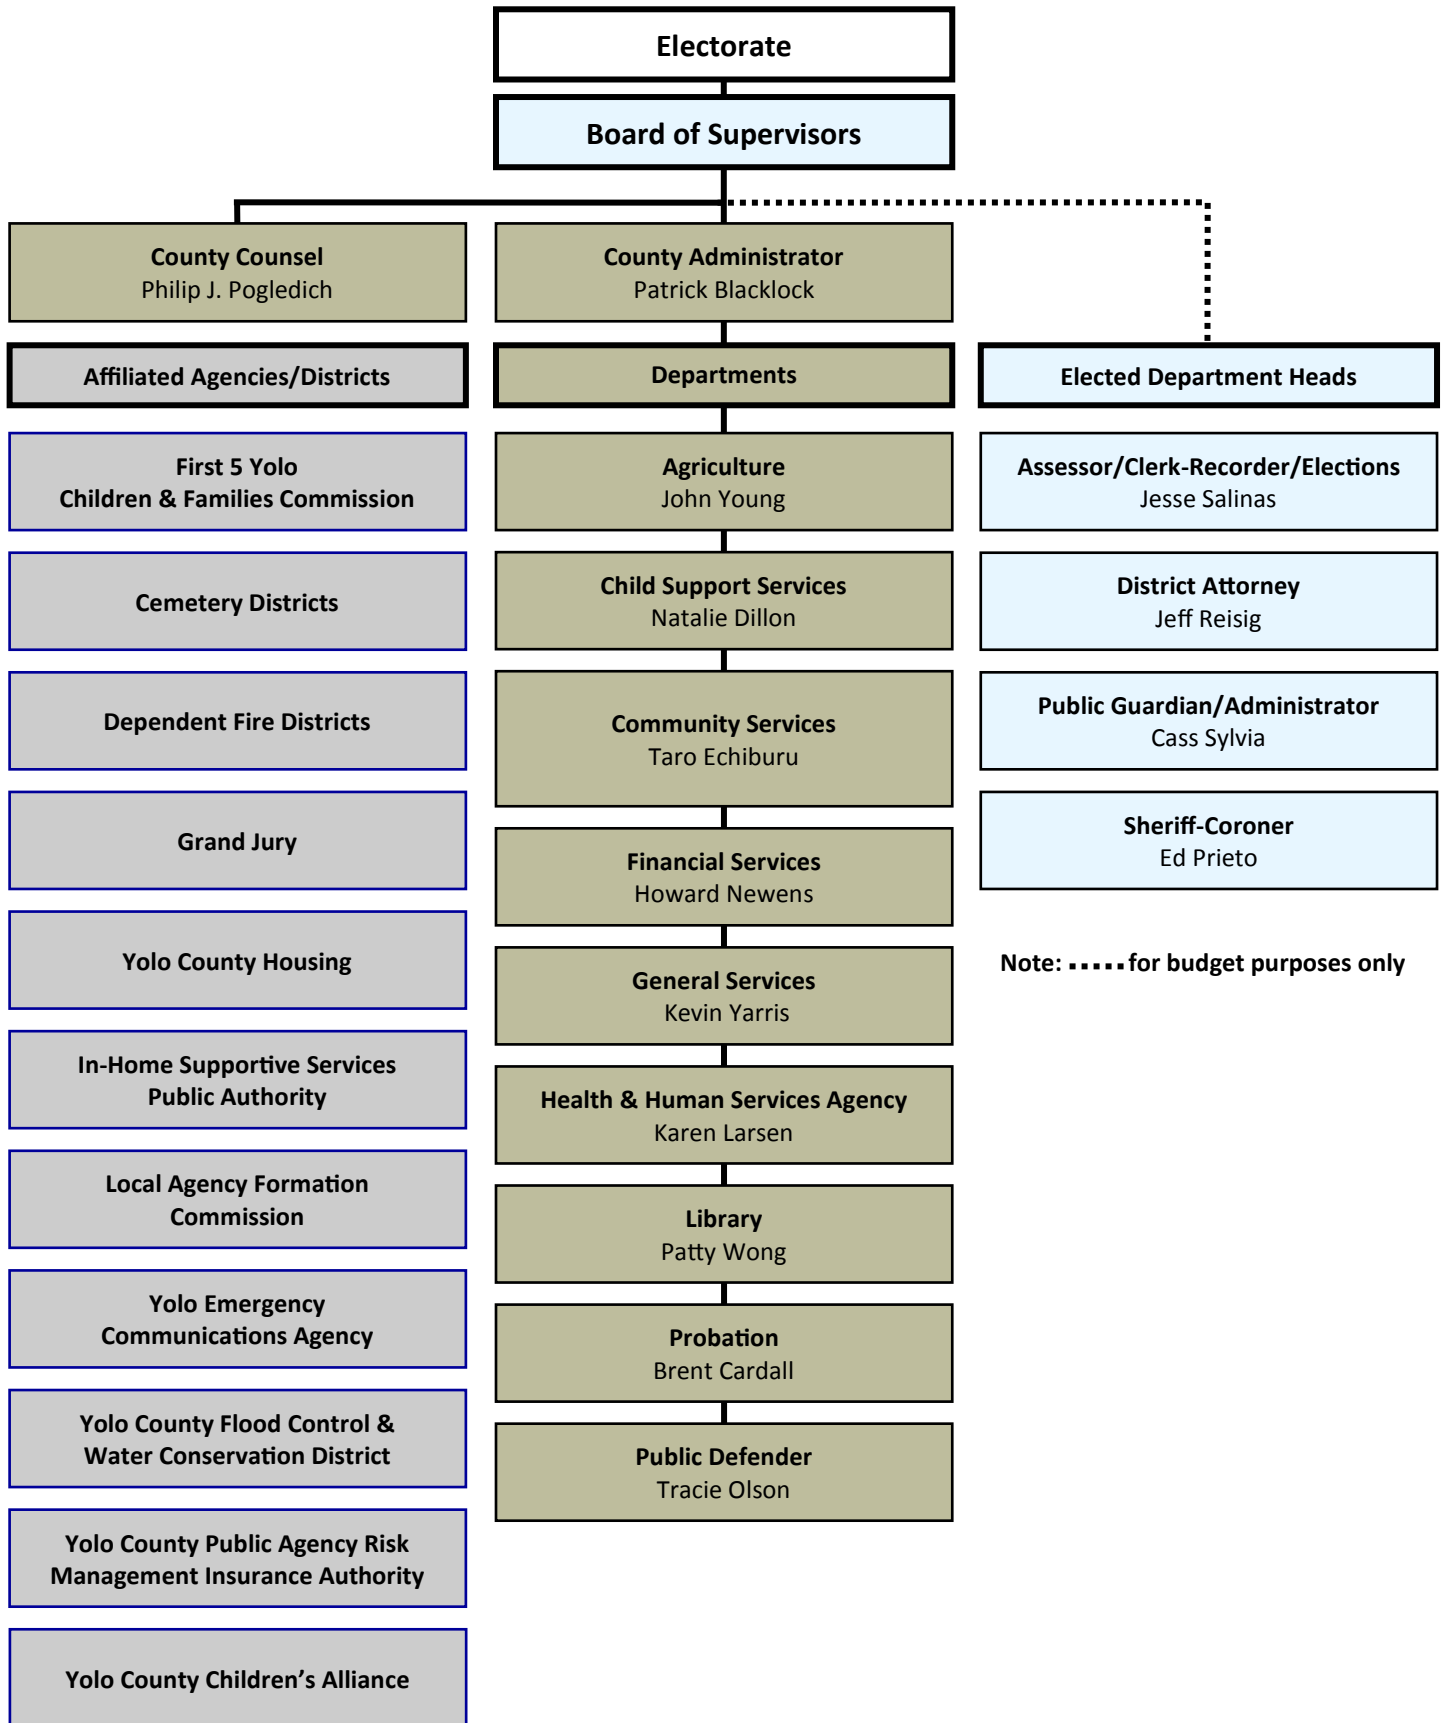 Electorate
Board of Supervisors
County Counsel
Philip J. Pogledich
County Administrator
Patrick Blacklock
Affiliated Agencies/Districts
Departments
Elected Department Heads
First 5 Yolo
Children & Families Commission
Cemetery Districts
Dependent Fire Districts
Grand Jury
Yolo County Housing
In-Home Supportive Services
Public Authority
Local Agency Formation
Commission
Yolo Emergency
Communications Agency
Yolo County Flood Control &
Water Conservation District
Yolo County Public Agency Risk
Management Insurance Authority
Yolo County Children’s Alliance
Agriculture
John Young
Child Support Services
Natalie Dillon
Community Services
Taro Echiburu
Financial Services
Howard Newens
General Services
Kevin Yarris
Health & Human Services Agency
Karen Larsen
Library
Patty Wong
Probation
Brent Cardall
Public Defender
Tracie Olson
Assessor/Clerk-Recorder/Elections
Jesse Salinas
District Attorney
Jeff Reisig
Public Guardian/Administrator
Cass Sylvia
Sheriff-Coroner
Ed Prieto
Note: ..... for budget purposes only